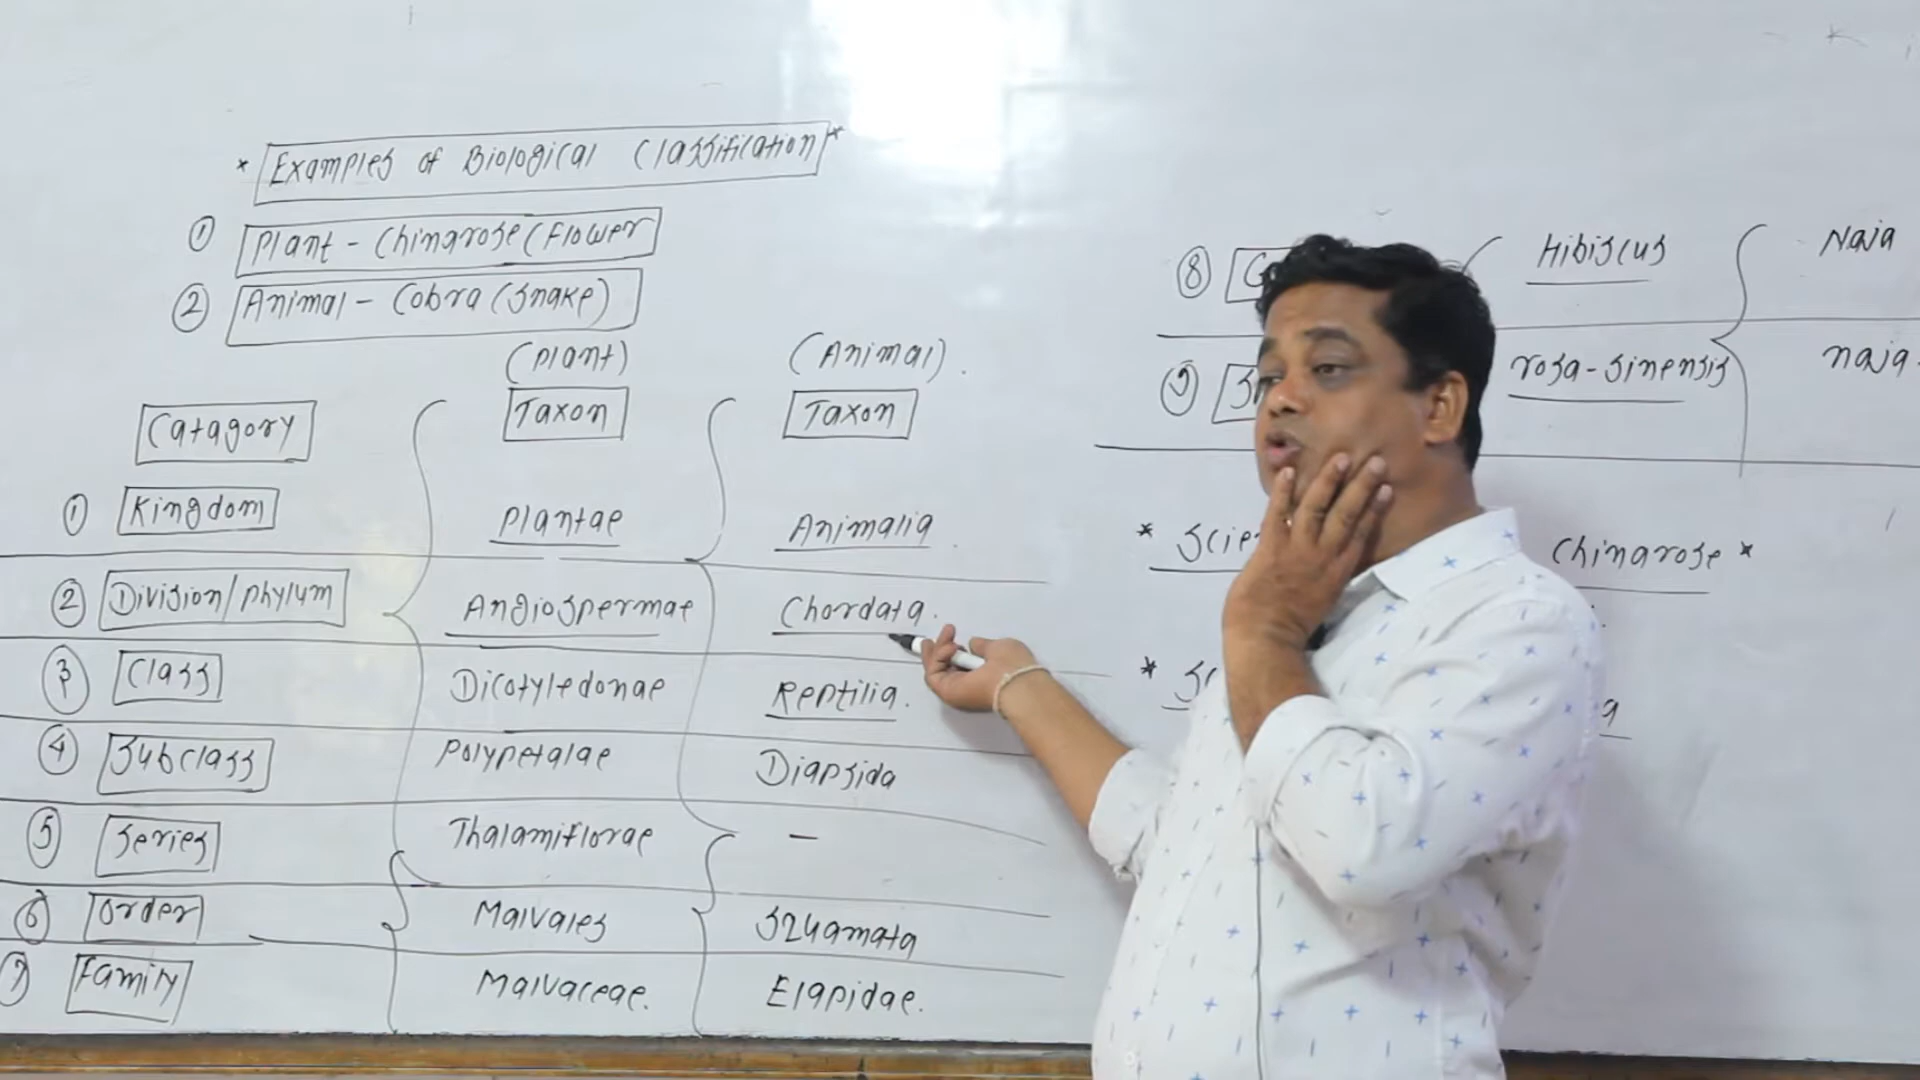 * Examples of Biological Classification *
① Plant - Chinarose (Flower
② Animal - Cobra (Snake)
(Plant) (Animal).
Catagory Taxon Taxon
① Kingdom Plantae Animalia
② Division/Phylum Angiospermae Chordata.
③ Class Dicotyledonae Reptilia.
④ Subclass Polypetalae Diapsida
⑤ Series Thalamiflorae —
⑥ Order Malvales Squamata
⑦ Family Malvaceae. Elapidae.
⑧ Hibiscus Naja
⑨ rosa-sinensis naja
* Chinarose *
*